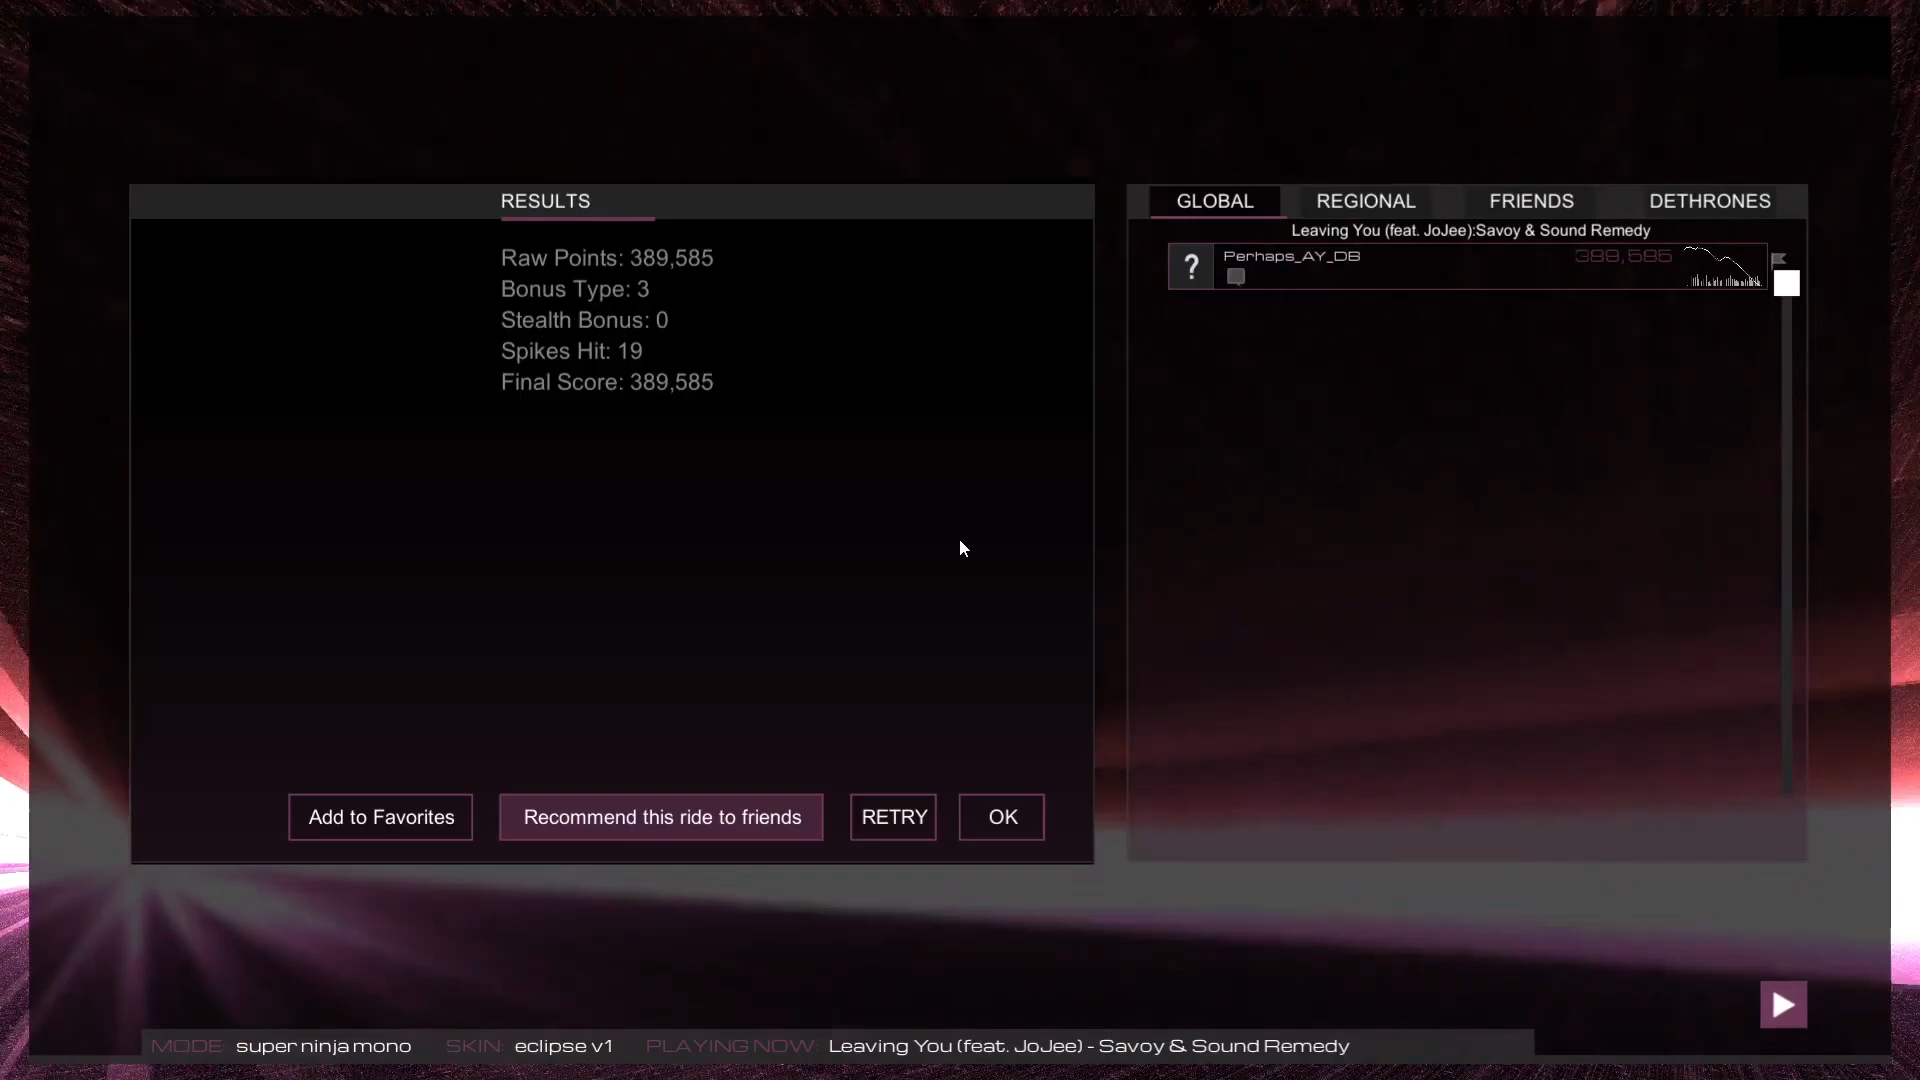 RESULTS
Raw Points: 389,585
Bonus Type: 3
Stealth Bonus: 0
Spikes Hit: 19
Final Score: 389,585
Add to Favorites
Recommend this ride to friends
RETRY
OK
GLOBAL REGIONAL FRIENDS DETHRONES
Leaving You (feat. JoJee):Savoy & Sound Remedy
? Perhaps_AY_DB 389,585
MODE: super ninja mono SKIN: eclipse v1 PLAYING NOW: Leaving You (feat. JoJee) - Savoy & Sound Remedy